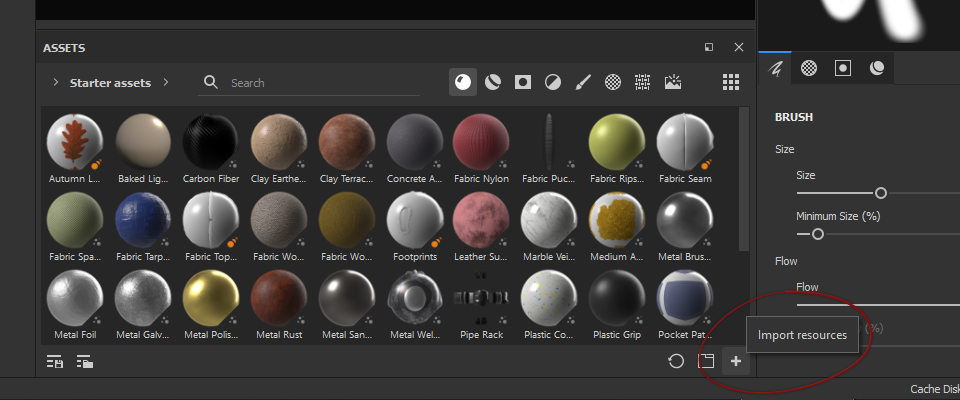 ASSETS
Starter assets
Search
Autumn L...
Baked Lig...
Carbon Fiber
Clay Earthe...
Clay Terrac...
Concrete A...
Fabric Nylon
Fabric Puc...
Fabric Rips...
Fabric Seam
Fabric Spa...
Fabric Tarp...
Fabric Top...
Fabric Wo...
Fabric Wo...
Footprints
Leather Su...
Marble Vei...
Medium A...
Metal Brus...
Metal Foil
Metal Galv...
Metal Polis...
Metal Rust
Metal San...
Metal Wel...
Pipe Rack
Plastic Co...
Plastic Grip
Pocket Pat...
BRUSH
Size
Size
Minimum Size (%)
Flow
Flow
(%)
Import resources
Cache Disk